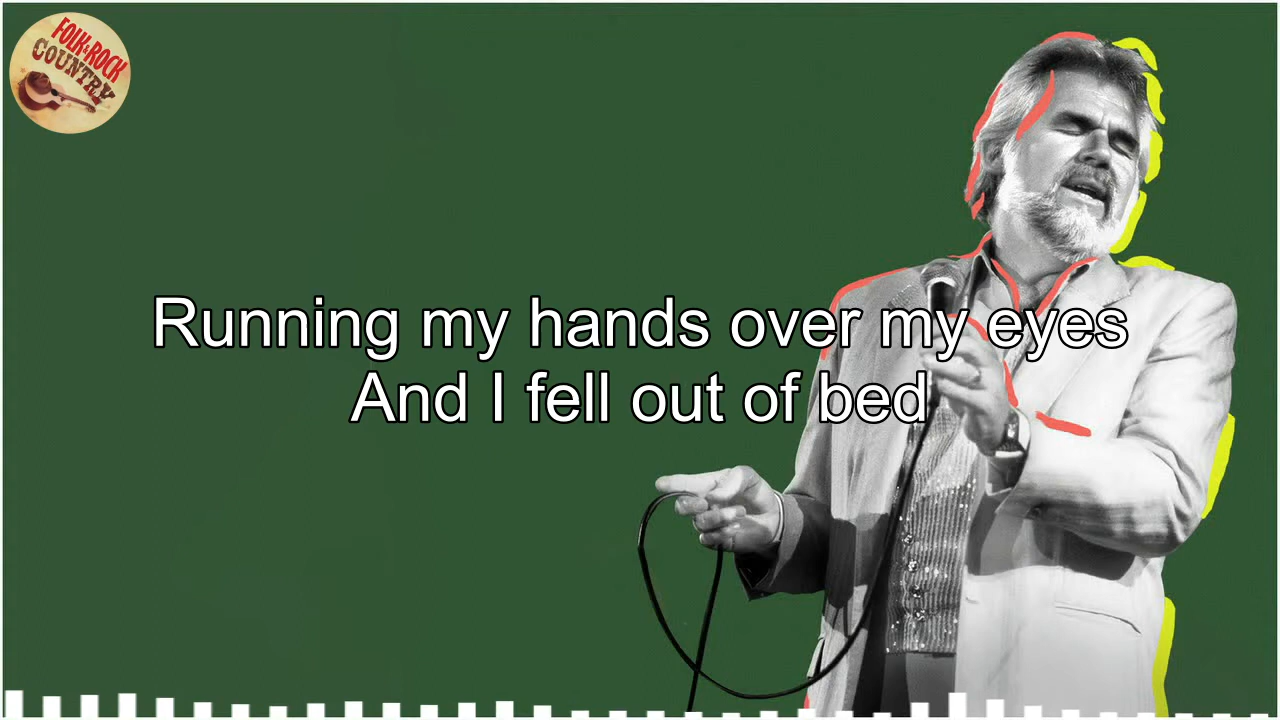 FOLK & ROCK
COUNTRY
Running my hands over my eyes
And I fell out of bed